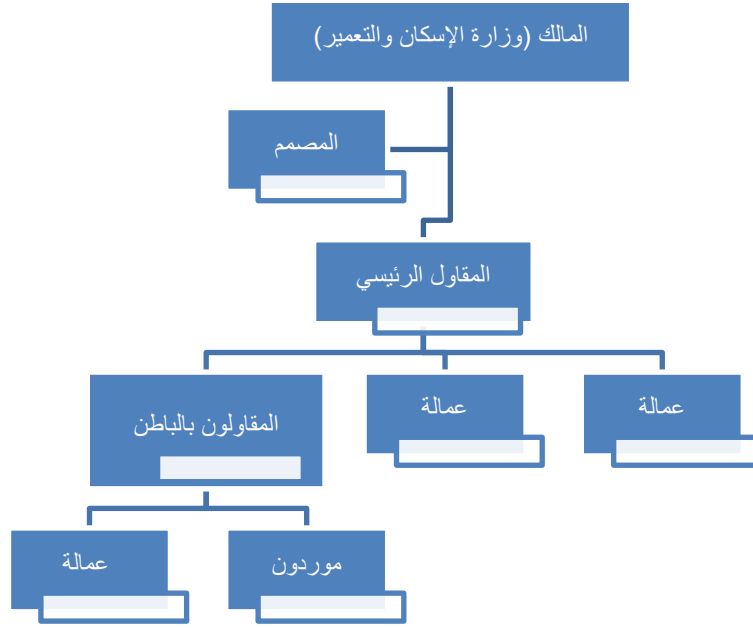 المالك (وزارة الإسكان والتعمير)
المصمم
المقاول الرئيسي
عمالة
عمالة
المقاولون بالباطن
موردون
عمالة